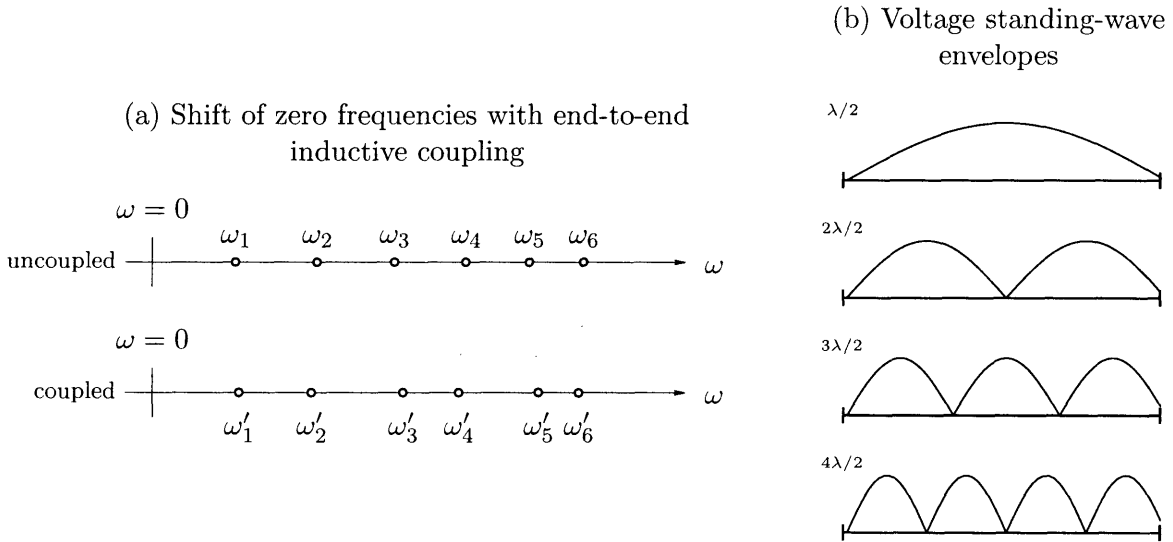 (a) Shift of zero frequencies with end-to-end
inductive coupling
ω = 0
ω₁ ω₂ ω₃ ω₄ ω₅ ω₆
uncoupled ω
ω = 0
coupled ω
ω′₁ ω′₂ ω′₃ ω′₄ ω′₅ ω′₆
(b) Voltage standing-wave
envelopes
λ/2
2λ/2
3λ/2
4λ/2